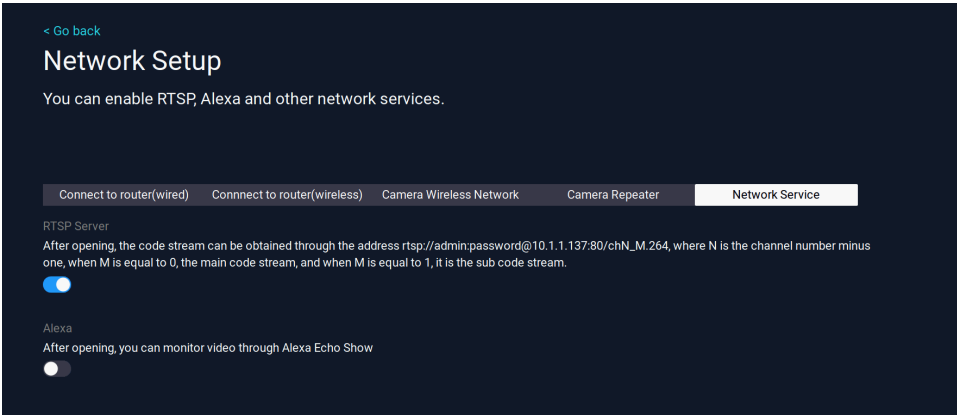 < Go back
Network Setup
You can enable RTSP, Alexa and other network services.
Connect to router(wired) Connnect to router(wireless) Camera Wireless Network Camera Repeater Network Service
RTSP Server
After opening, the code stream can be obtained through the address rtsp://admin:password@10.1.1.137:80/chN_M.264, where N is the channel number minus
one, when M is equal to 0, the main code stream, and when M is equal to 1, it is the sub code stream.
Alexa
After opening, you can monitor video through Alexa Echo Show